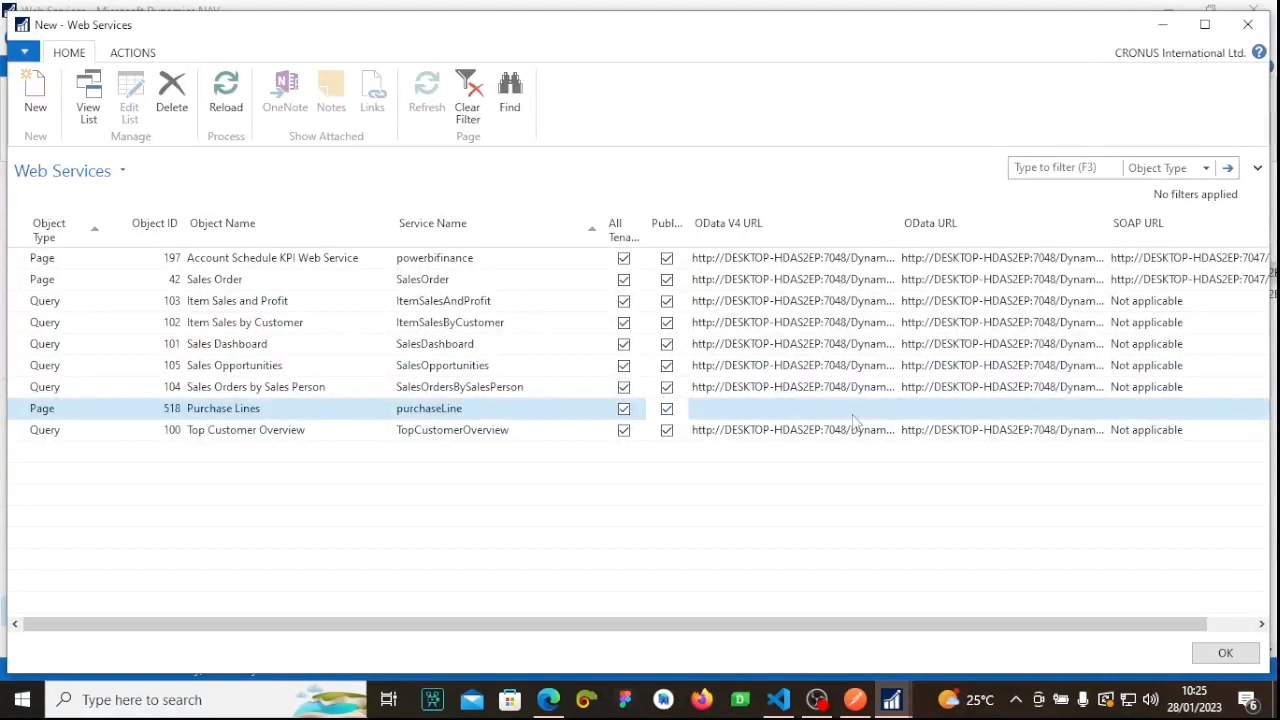 New - Web Services
HOME ACTIONS CRONUS International Ltd.
New View List Edit List Delete Reload OneNote Notes Links Refresh Clear Filter Find
New Manage Process Show Attached Page
Web Services Type to filter (F3) Object Type
No filters applied
Object Type Object ID Object Name Service Name All Tena... Publ... OData V4 URL OData URL SOAP URL
Page 197 Account Schedule KPI Web Service powerbifinance http://DESKTOP-HDAS2EP:7048/Dynam... http://DESKTOP-HDAS2EP:7048/Dynam... http://DESKTOP-HDAS2EP:7047/
Page 42 Sales Order SalesOrder http://DESKTOP-HDAS2EP:7048/Dynam... http://DESKTOP-HDAS2EP:7048/Dynam... http://DESKTOP-HDAS2EP:7047/
Query 103 Item Sales and Profit ItemSalesAndProfit http://DESKTOP-HDAS2EP:7048/Dynam... http://DESKTOP-HDAS2EP:7048/Dynam... Not applicable
Query 102 Item Sales by Customer ItemSalesByCustomer http://DESKTOP-HDAS2EP:7048/Dynam... http://DESKTOP-HDAS2EP:7048/Dynam... Not applicable
Query 101 Sales Dashboard SalesDashboard http://DESKTOP-HDAS2EP:7048/Dynam... http://DESKTOP-HDAS2EP:7048/Dynam... Not applicable
Query 105 Sales Opportunities SalesOpportunities http://DESKTOP-HDAS2EP:7048/Dynam... http://DESKTOP-HDAS2EP:7048/Dynam... Not applicable
Query 104 Sales Orders by Sales Person SalesOrdersBySalesPerson http://DESKTOP-HDAS2EP:7048/Dynam... http://DESKTOP-HDAS2EP:7048/Dynam... Not applicable
Page 518 Purchase Lines purchaseLine
Query 100 Top Customer Overview TopCustomerOverview http://DESKTOP-HDAS2EP:7048/Dynam... http://DESKTOP-HDAS2EP:7048/Dynam... Not applicable
OK
Type here to search 25°C 10:25
28/01/2023 6